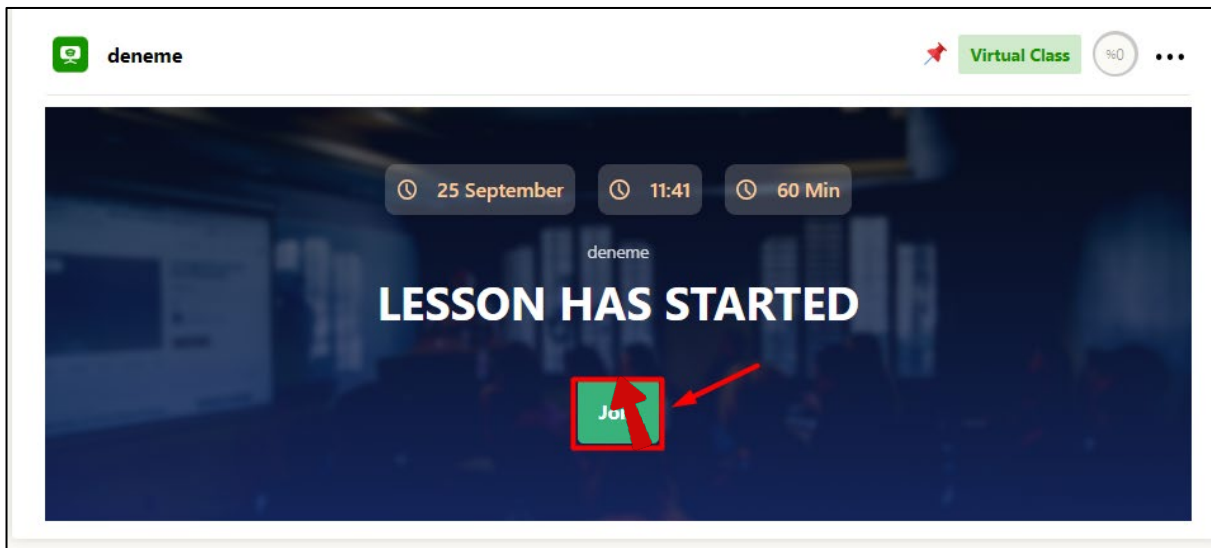 deneme
Virtual Class
%0
25 September
11:41
60 Min
deneme
LESSON HAS STARTED